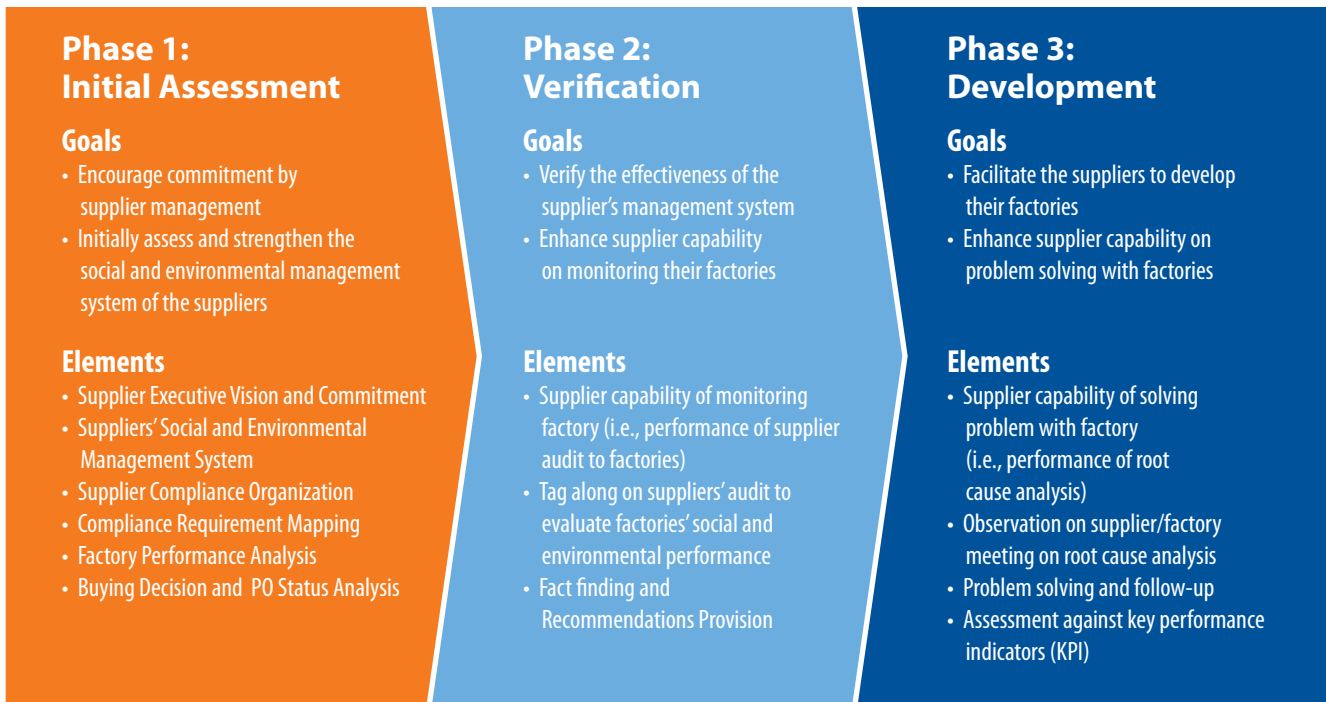 Phase 1:
Initial Assessment
Goals
• Encourage commitment by
supplier management
• Initially assess and strengthen the
social and environmental management
system of the suppliers
Elements
• Supplier Executive Vision and Commitment
• Suppliers’ Social and Environmental
Management System
• Supplier Compliance Organization
• Compliance Requirement Mapping
• Factory Performance Analysis
• Buying Decision and PO Status Analysis
Phase 2:
Verification
Goals
• Verify the effectiveness of the
supplier’s management system
• Enhance supplier capability
on monitoring their factories
Elements
• Supplier capability of monitoring
factory (i.e., performance of supplier
audit to factories)
• Tag along on suppliers’ audit to
evaluate factories’ social and
environmental performance
• Fact finding and
Recommendations Provision
Phase 3:
Development
Goals
• Facilitate the suppliers to develop
their factories
• Enhance supplier capability on
problem solving with factories
Elements
• Supplier capability of solving
problem with factory
(i.e., performance of root
cause analysis)
• Observation on supplier/factory
meeting on root cause analysis
• Problem solving and follow-up
• Assessment against key performance
indicators (KPI)